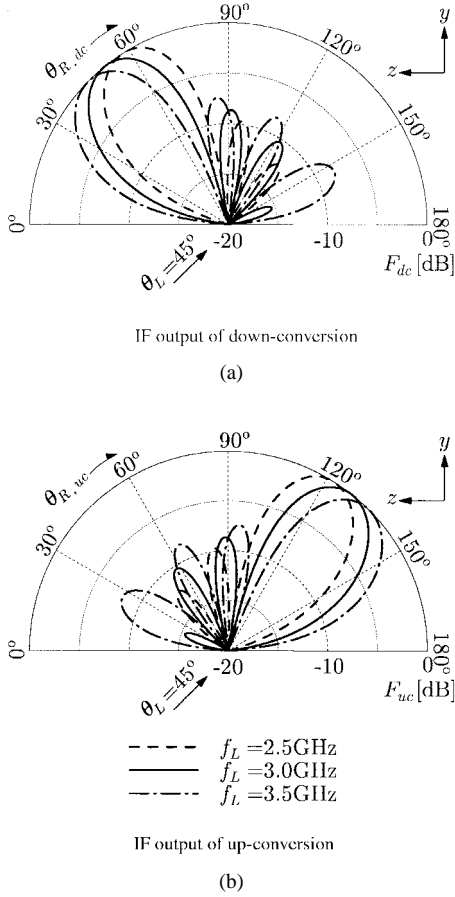 90°
y
θR, dc
60°
120°
z
30°
150°
0°
180°
-20
-10
0
θL=45°
Fdc [dB]
IF output of down-conversion
(a)
90°
y
θR, uc
60°
120°
z
30°
150°
0°
180°
-20
-10
0
θL=45°
Fuc [dB]
fL =2.5GHz
fL =3.0GHz
fL =3.5GHz
IF output of up-conversion
(b)